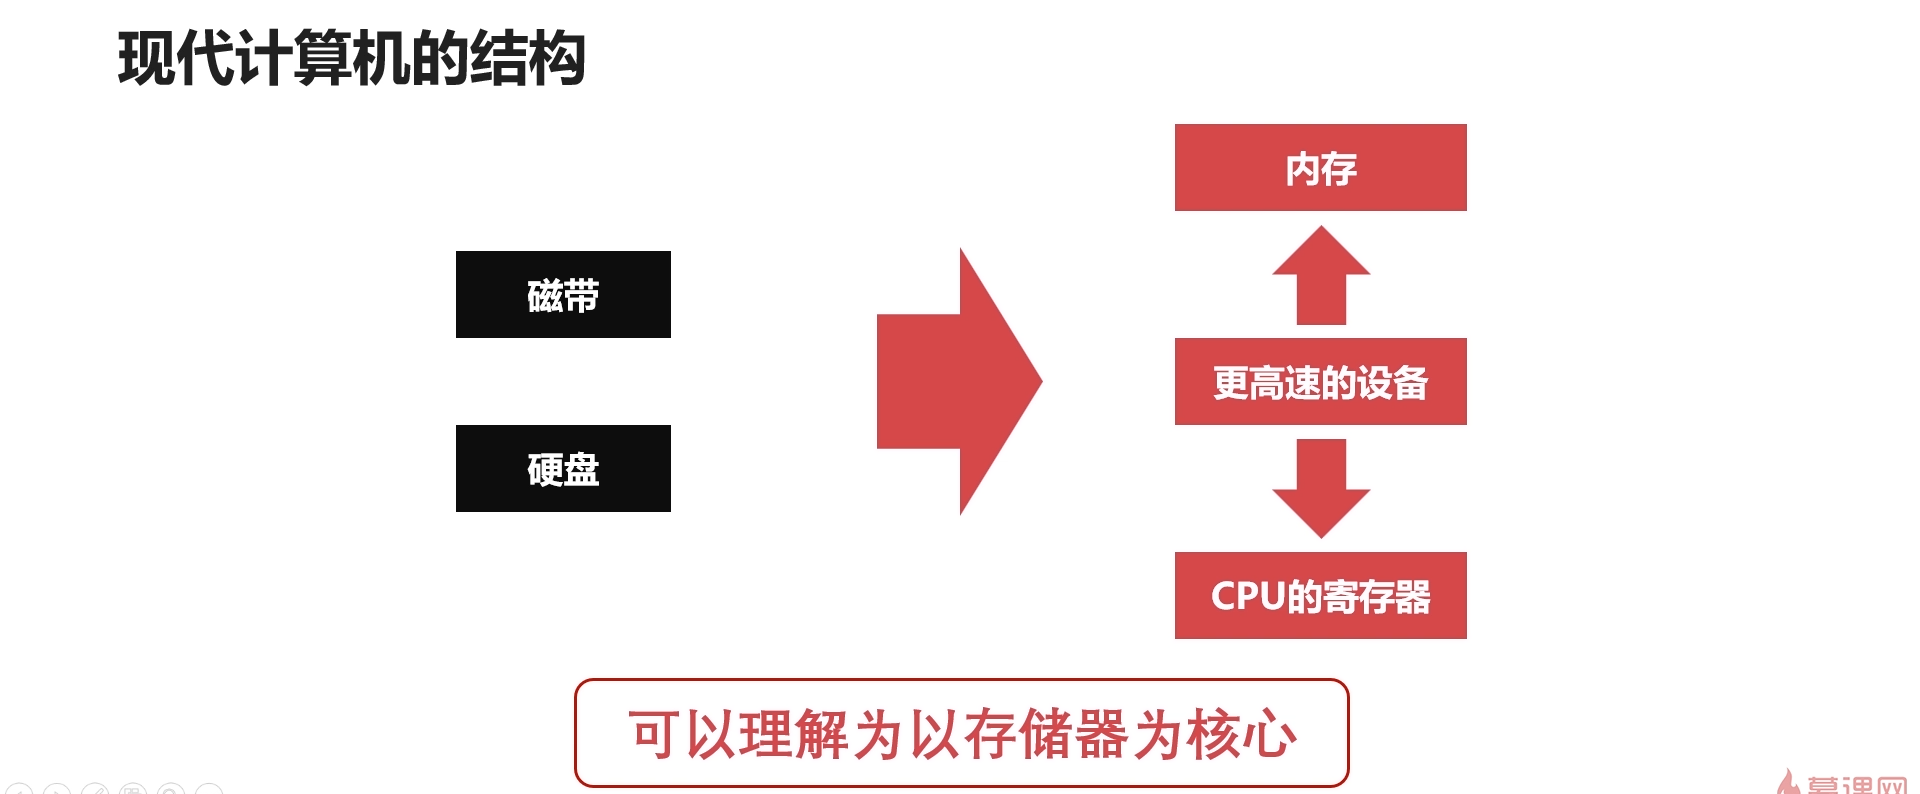 现代计算机的结构
内存
磁带
更高速的设备
硬盘
CPU的寄存器
可以理解为以存储器为核心
慕课网